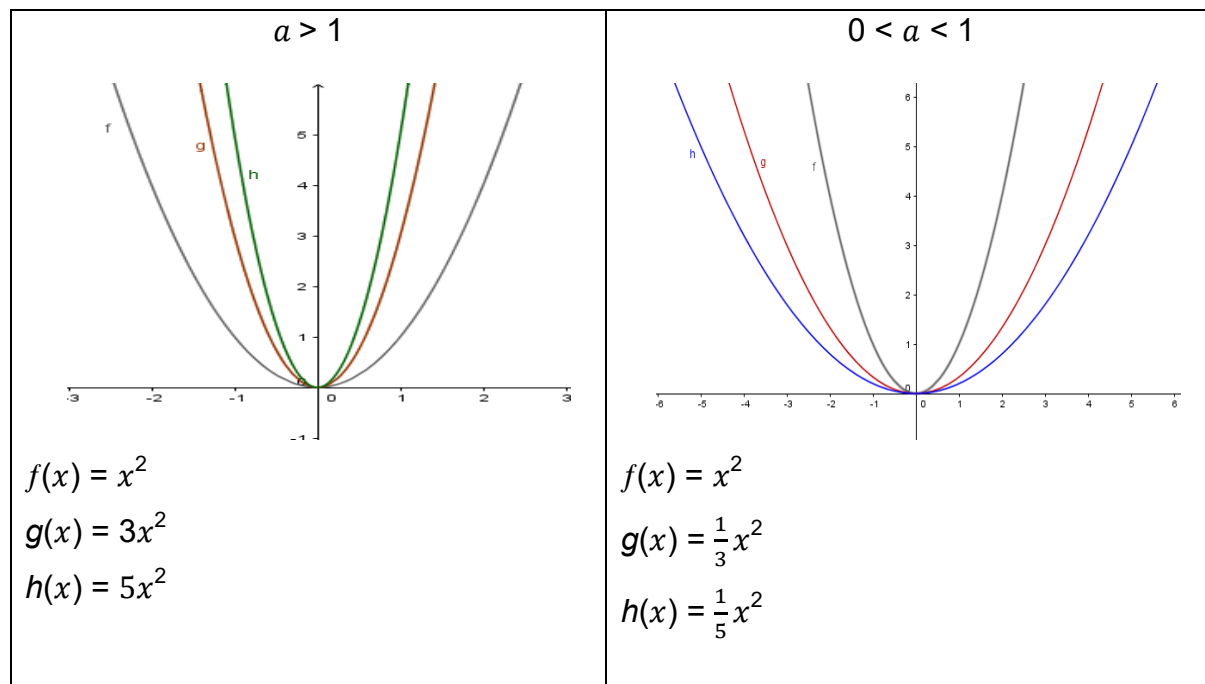 a > 1
f
g
h
5
4
3
2
1
0
-3
-2
-1
0
1
2
3
-1
f(x) = x²
g(x) = 3x²
h(x) = 5x²
0 < a < 1
h
g
f
6
5
4
3
2
1
0
-6
-5
-4
-3
-2
-1
0
1
2
3
4
5
6
f(x) = x²
g(x) = 1/3 x²
h(x) = 1/5 x²